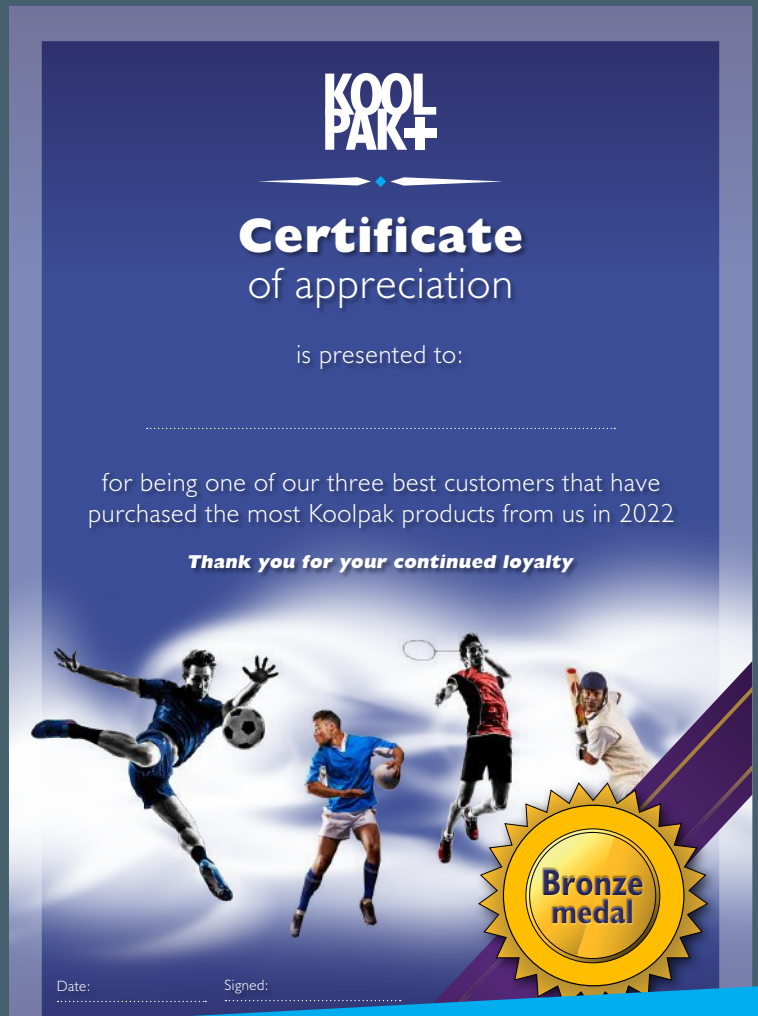 KOOL
PAK+
Certificate
of appreciation
is presented to:
for being one of our three best customers that have
purchased the most Koolpak products from us in 2022
Thank you for your continued loyalty
Bronze
medal
Date:
Signed: